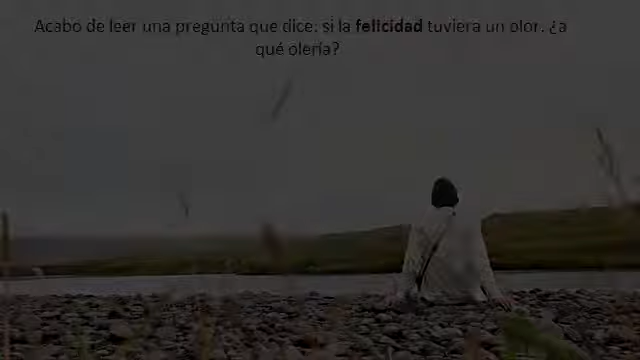 Acabo de leer una pregunta que dice: si la felicidad tuviera un olor. ¿a
qué olería?